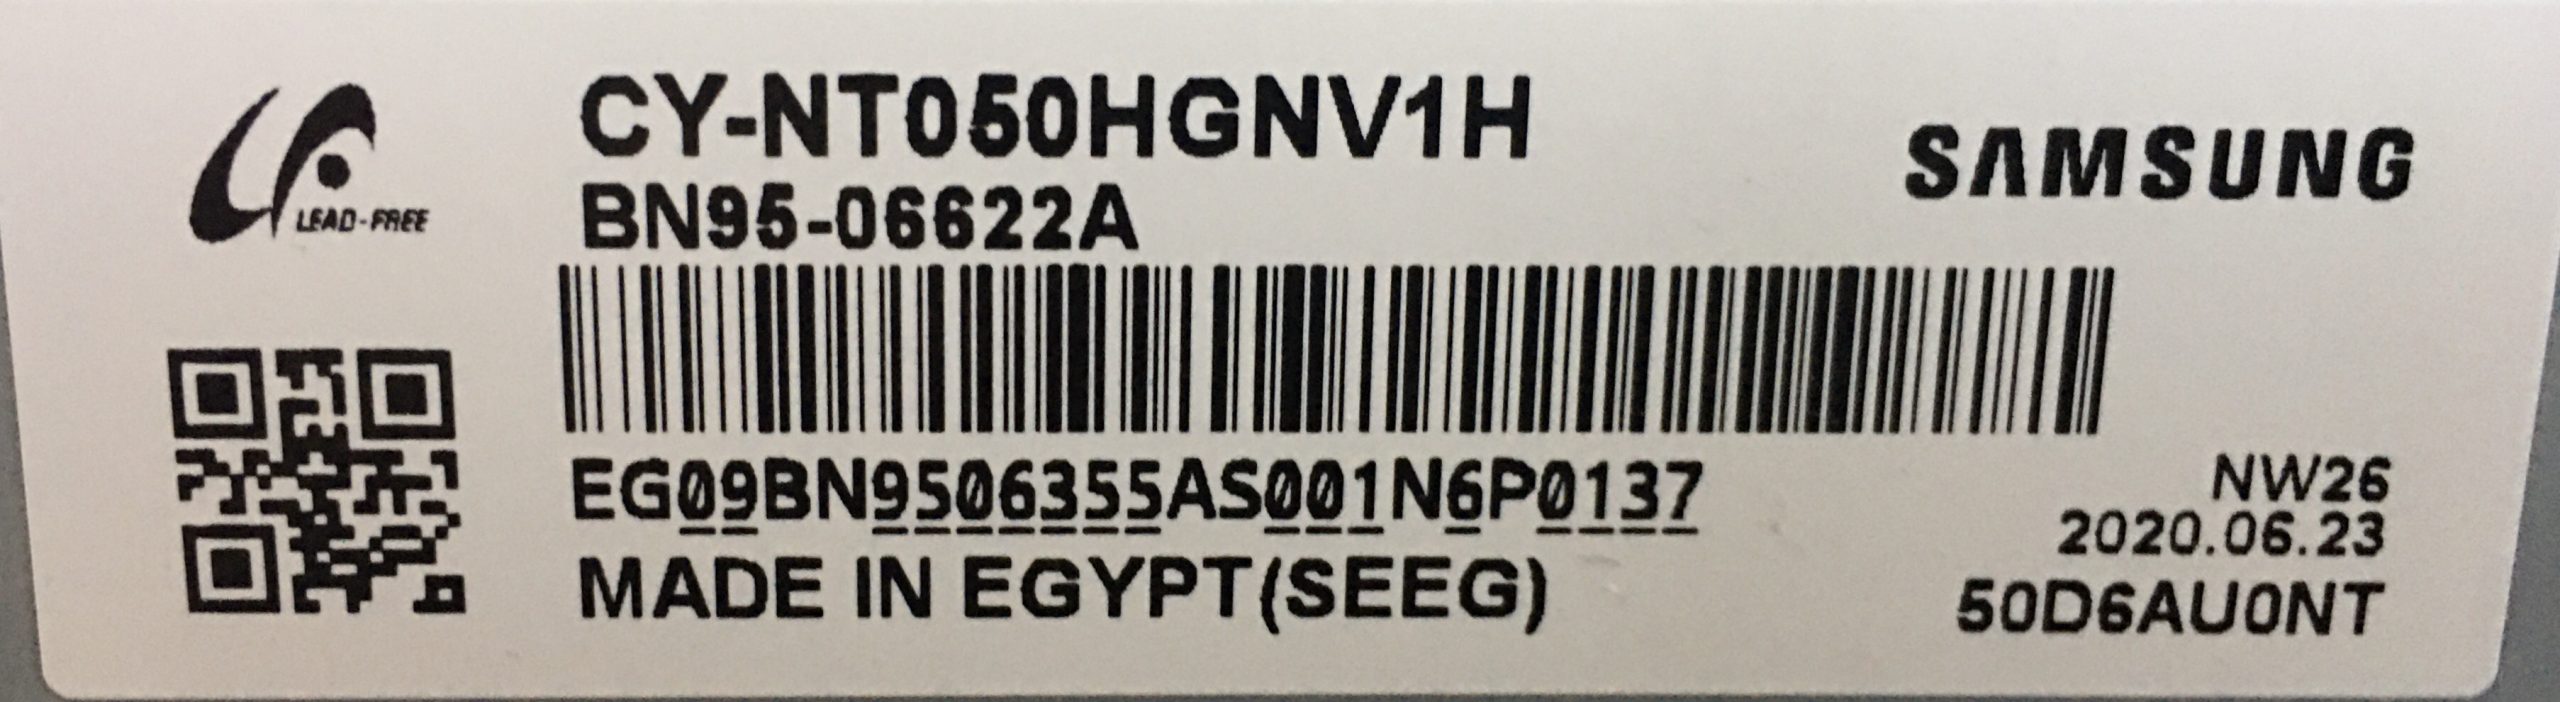 LEAD-FREE
CY-NT050HGNV1H
BN95-06622A
SAMSUNG
EG09BN9506355AS001N6P0137
MADE IN EGYPT(SEEG)
NW26
2020.06.23
50D6AU0NT